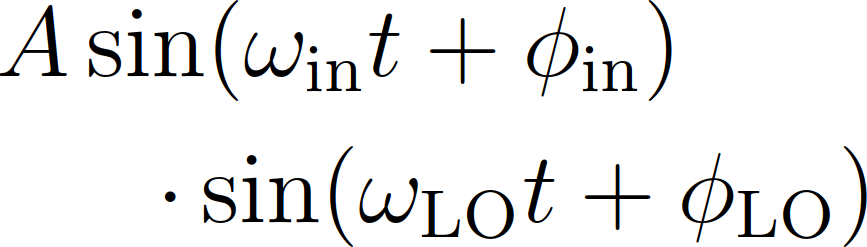 A sin(ω_in t + ϕ_in)
· sin(ω_LO t + ϕ_LO)